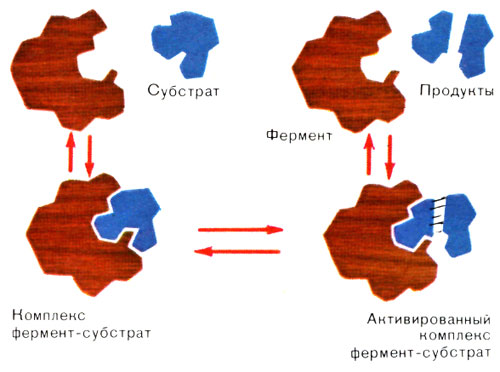 Субстрат
Продукты
Фермент
Комплекс
фермент-субстрат
Активированный
комплекс
фермент-субстрат